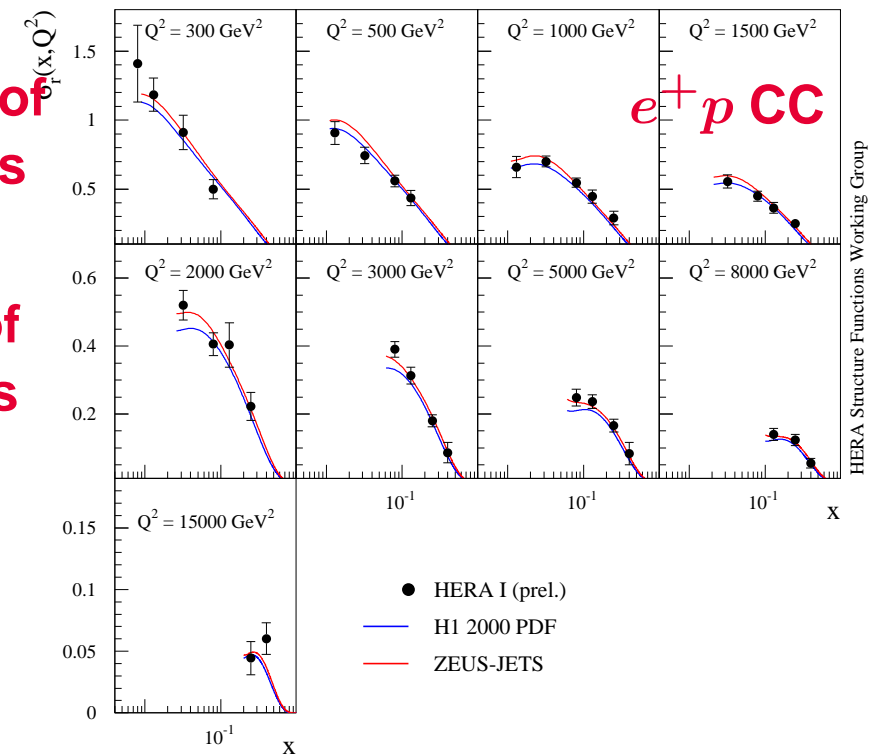 σr(x,Q²)
Q² = 300 GeV²
Q² = 500 GeV²
Q² = 1000 GeV²
Q² = 1500 GeV²
1.5
1
0.5
of
s
e⁺p CC
Q² = 2000 GeV²
Q² = 3000 GeV²
Q² = 5000 GeV²
Q² = 8000 GeV²
0.6
0.4
0.2
of
s
HERA Structure Functions Working Group
10⁻¹
10⁻¹
10⁻¹
x
Q² = 15000 GeV²
0.15
0.1
0.05
0
10⁻¹
x
HERA I (prel.)
H1 2000 PDF
ZEUS-JETS